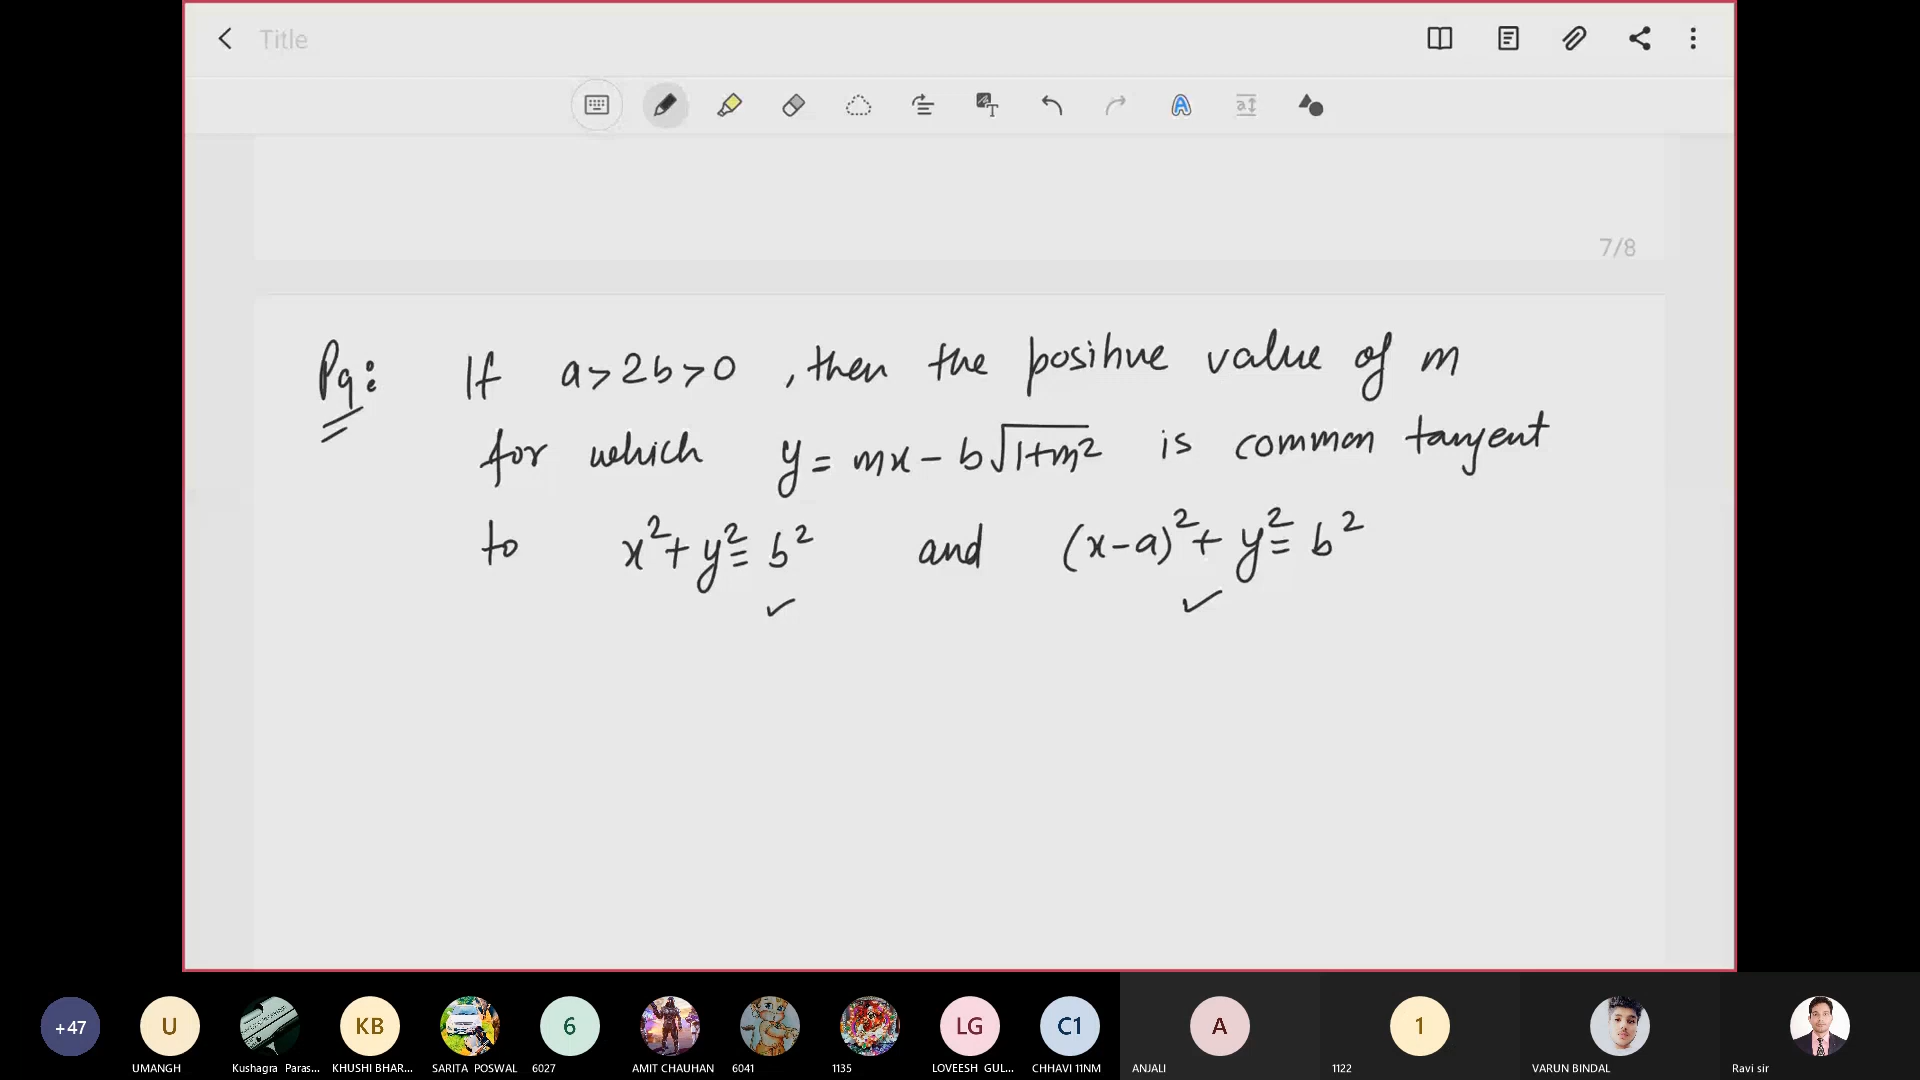 Title
7/8
Pq: If a>2b>0, then the positive value of m
for which y = mx - b√1+m² is common tangent
to x²+y²=b² and (x-a)²+y²=b²
+47 U KB 6 LG C1 A 1
UMANGH Kushagra Paras... KHUSHI BHAR... SARITA POSWAL 6027 AMIT CHAUHAN 6041 1135 LOVEESH GUL... CHHAVI 11NM ANJALI 1122 VARUN BINDAL Ravi sir